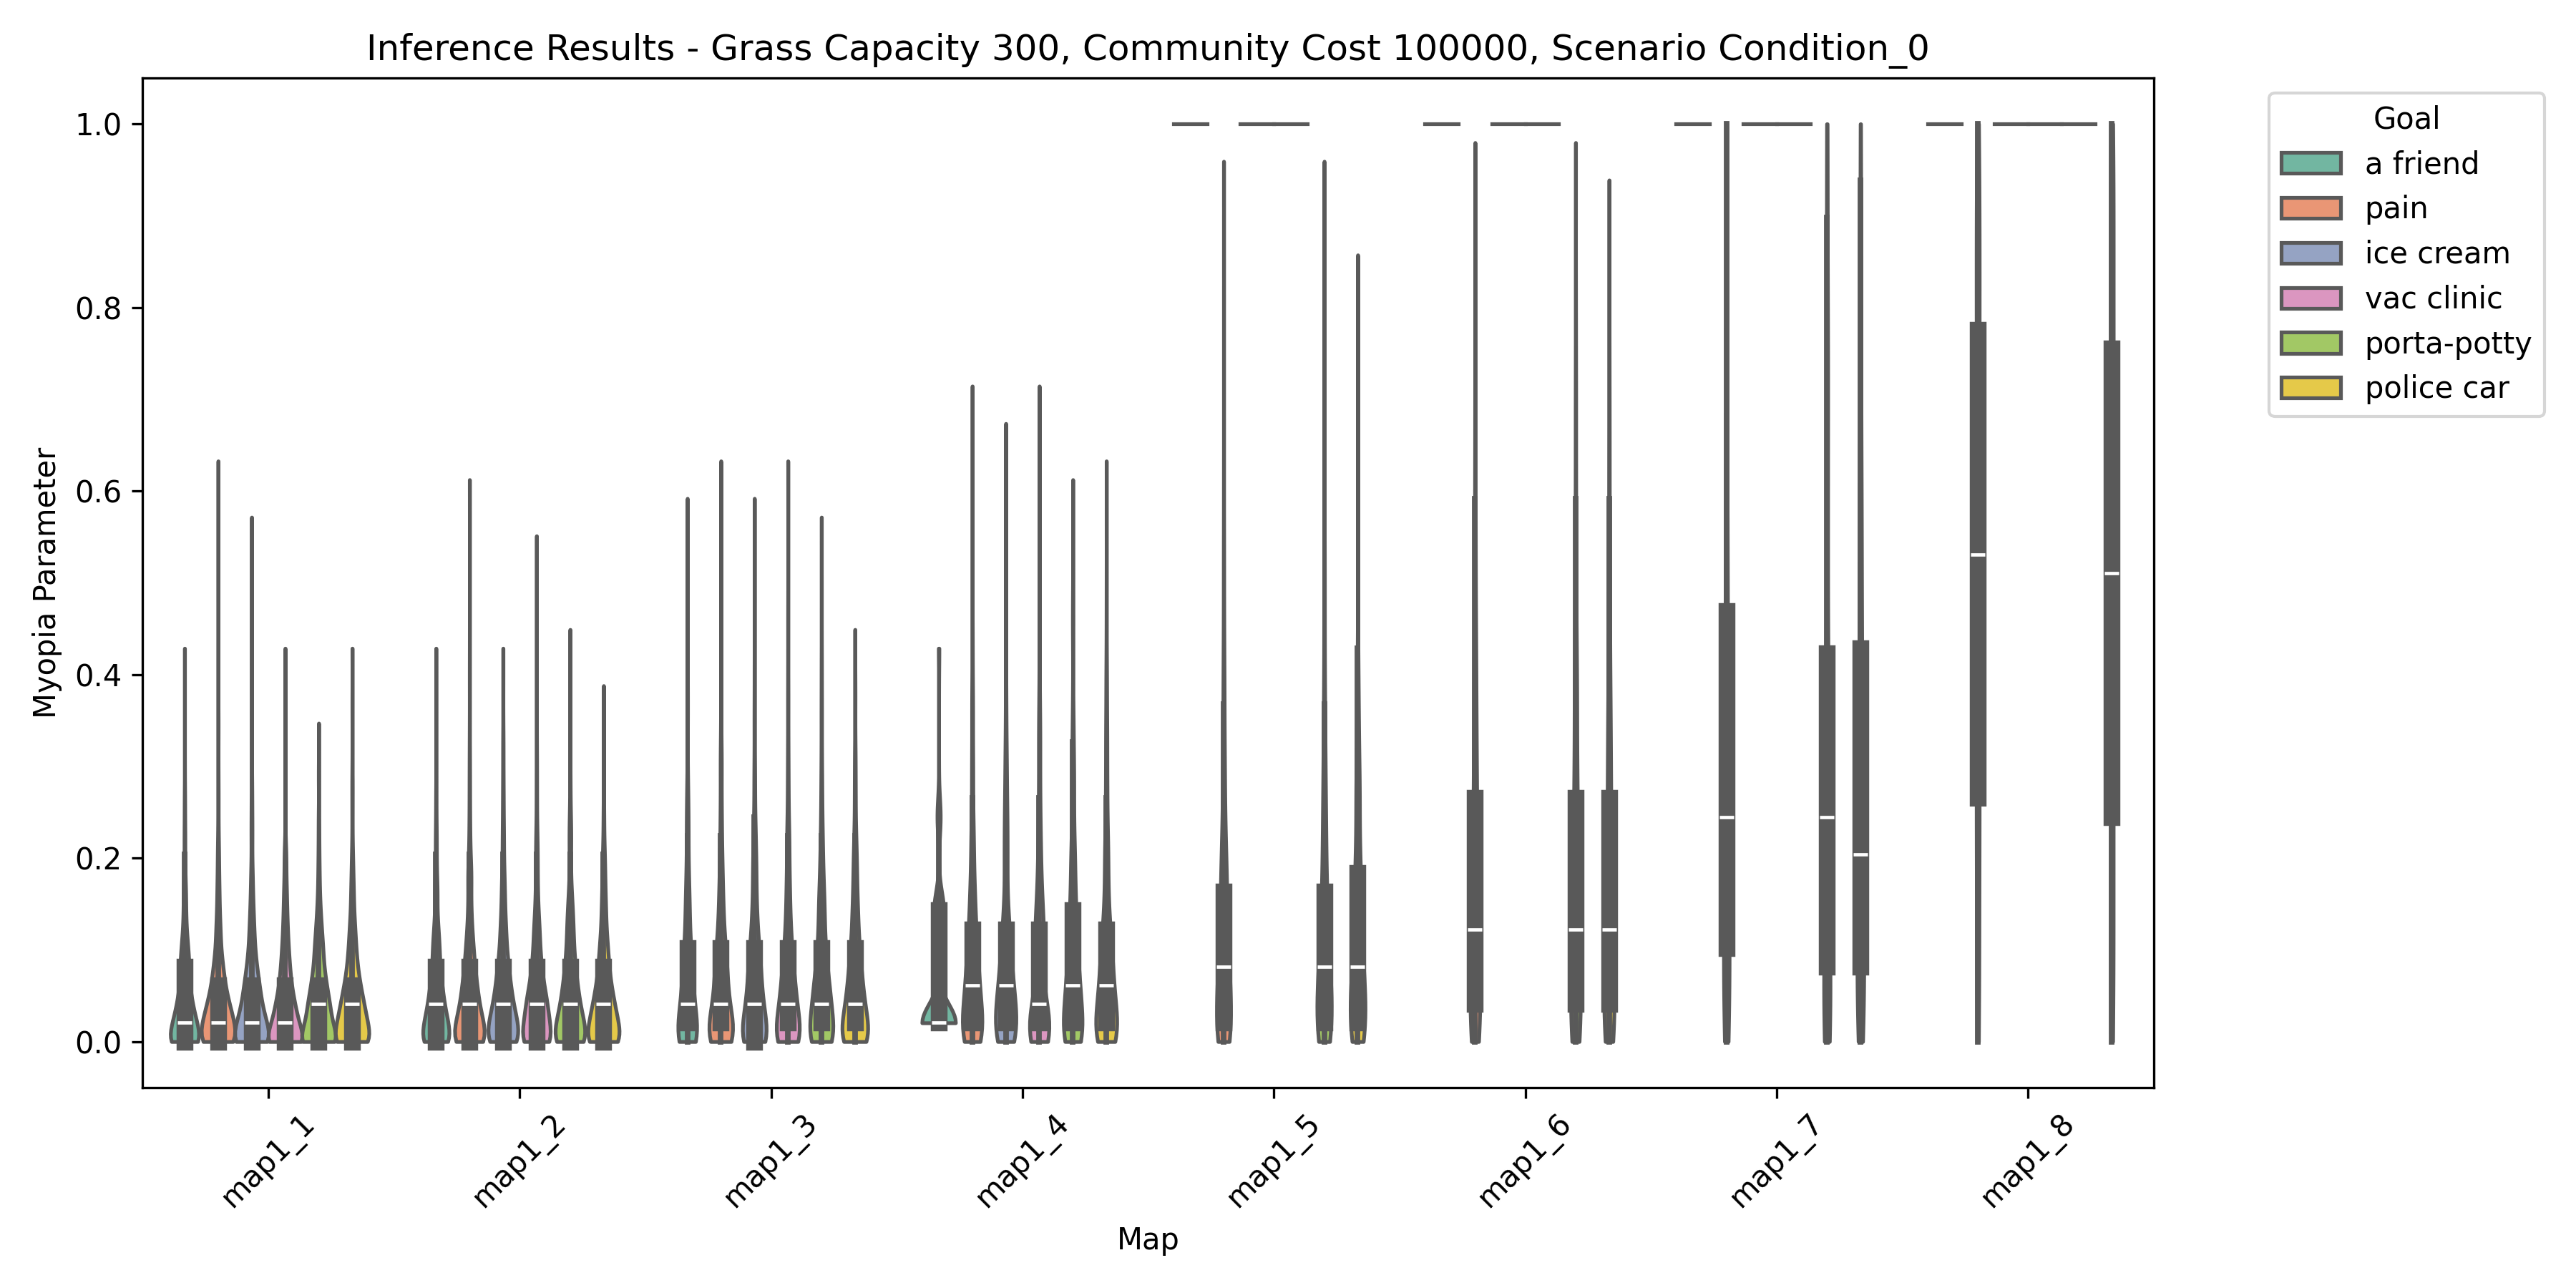 Inference Results - Grass Capacity 300, Community Cost 100000, Scenario Condition_0
Myopia Parameter
1.0
0.8
0.6
0.4
0.2
0.0
map1_1
map1_2
map1_3
map1_4
map1_5
map1_6
map1_7
map1_8
Map
Goal
a friend
pain
ice cream
vac clinic
porta-potty
police car